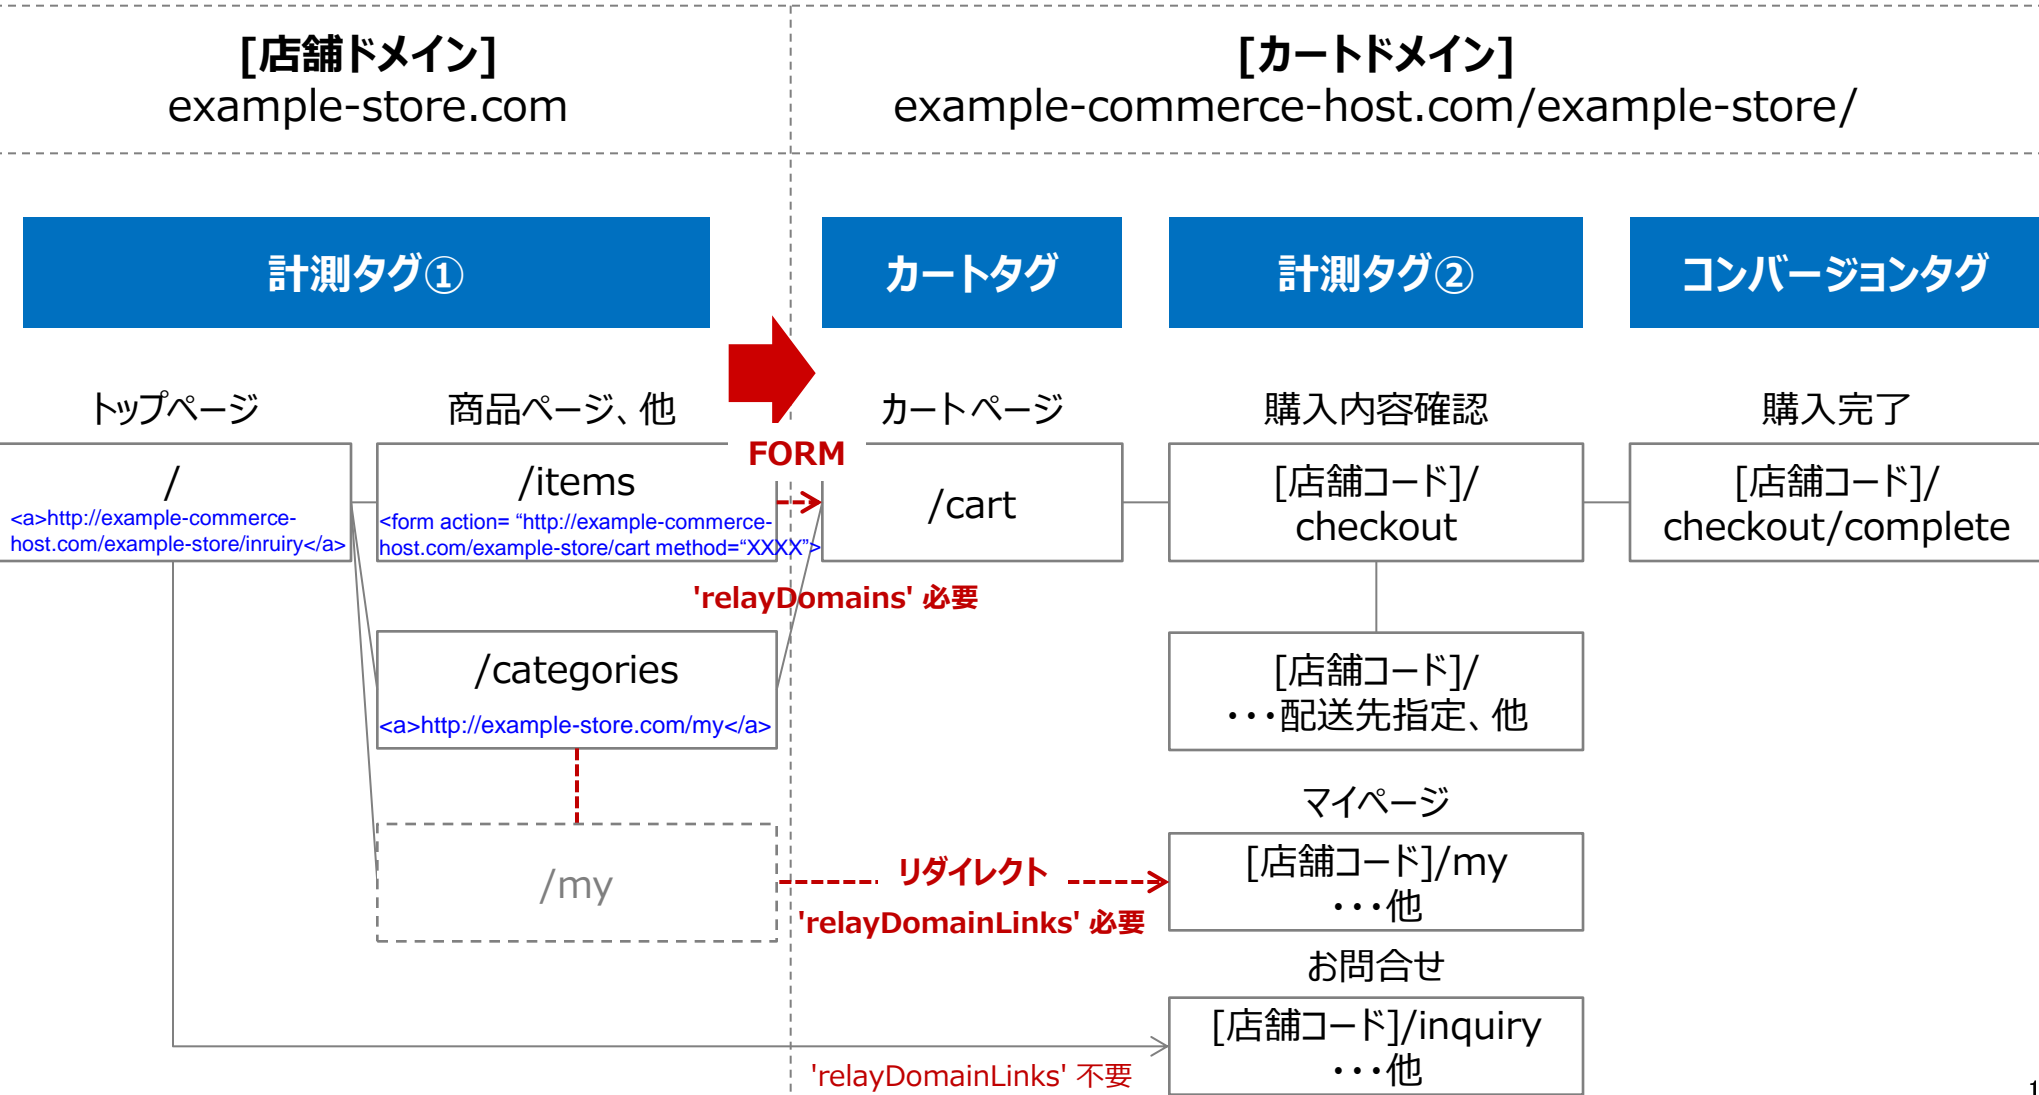 [店舗ドメイン]
example-store.com
[カートドメイン]
example-commerce-host.com/example-store/
計測タグ①
カートタグ
計測タグ②
コンバージョンタグ
トップページ
商品ページ、他
カートページ
購入内容確認
購入完了
/
<a>http://example-commerce-
host.com/example-store/inruiry</a>
/items
<form action= “http://example-commerce-
host.com/example-store/cart method=“XXXX”>
FORM
/cart
[店舗コード]/
checkout
[店舗コード]/
checkout/complete
'relayDomains' 必要
/categories
<a>http://example-store.com/my</a>
[店舗コード]/
・・・配送先指定、他
マイページ
/my
リダイレクト
'relayDomainLinks' 必要
[店舗コード]/my
・・・他
お問合せ
[店舗コード]/inquiry
・・・他
'relayDomainLinks' 不要
1